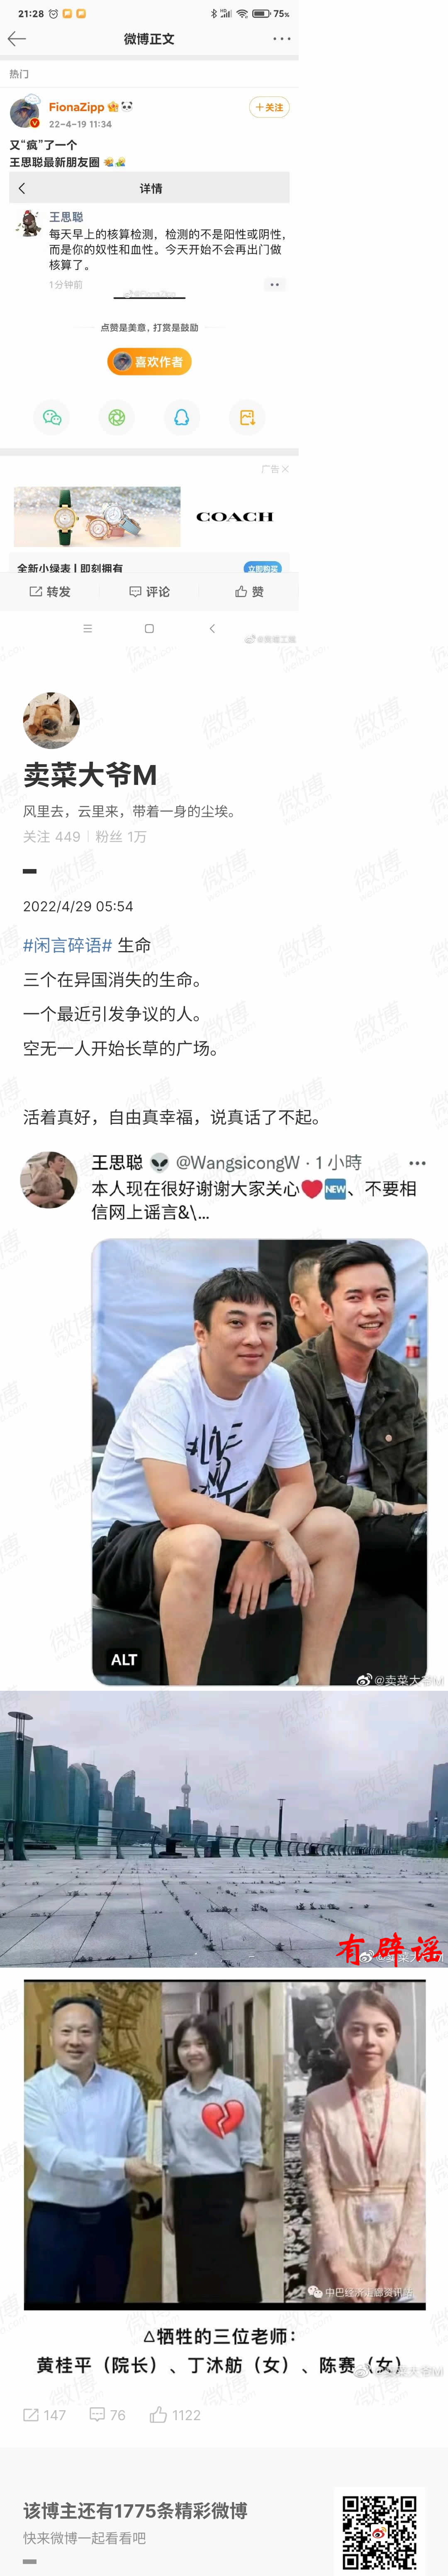 21:28
75%
微博正文
热门
FionaZipp
+关注
22-4-19 11:34
又“疯”了一个
王思聪最新朋友圈
详情
王思聪
每天早上的核算检测，检测的不是阳性或阴性，
而是你的奴性和血性。今天开始不会再出门做
核算了。
1分钟前
点赞是美意，打赏是鼓励
喜欢作者
广告
COACH
全新小绿表 | 即刻拥有
立即购买
转发
评论
赞
卖菜大爷M
风里去，云里来，带着一身的尘埃。
关注 449 | 粉丝 1万
2022/4/29 05:54
#闲言碎语# 生命
三个在异国消失的生命。
一个最近引发争议的人。
空无一人开始长草的广场。
活着真好，自由真幸福，说真话了不起。
王思聪 @WangsicongW · 1 小時
本人现在很好谢谢大家关心❤️NEW、不要相
信网上谣言&\...
#LIVE
AND
NOT
ALT
@卖菜大爷M
有辟谣
中巴经济走廊资讯站
△牺牲的三位老师：
黄桂平（院长）、丁沐舫（女）、陈赛（女）
147
76
1122
该博主还有1775条精彩微博
快来微博一起看看吧